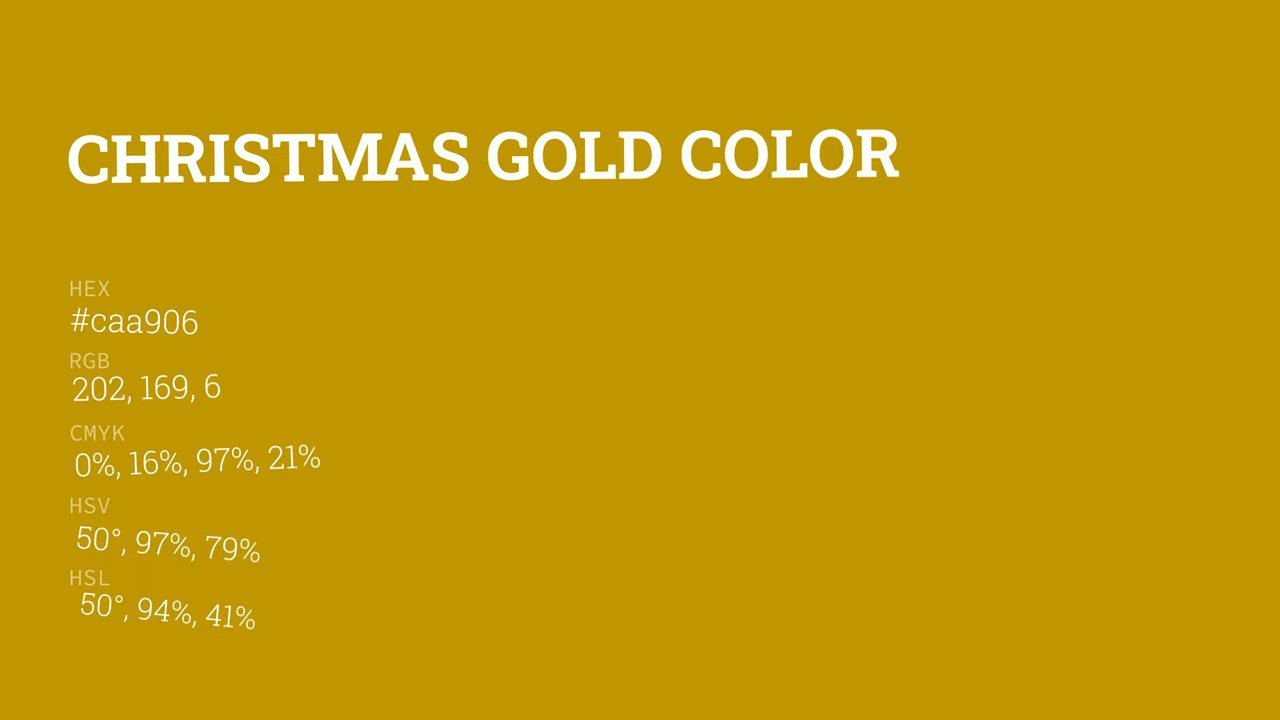 CHRISTMAS GOLD COLOR
HEX
#caa906
RGB
202, 169, 6
CMYK
0%, 16%, 97%, 21%
HSV
50°, 97%, 79%
HSL
50°, 94%, 41%